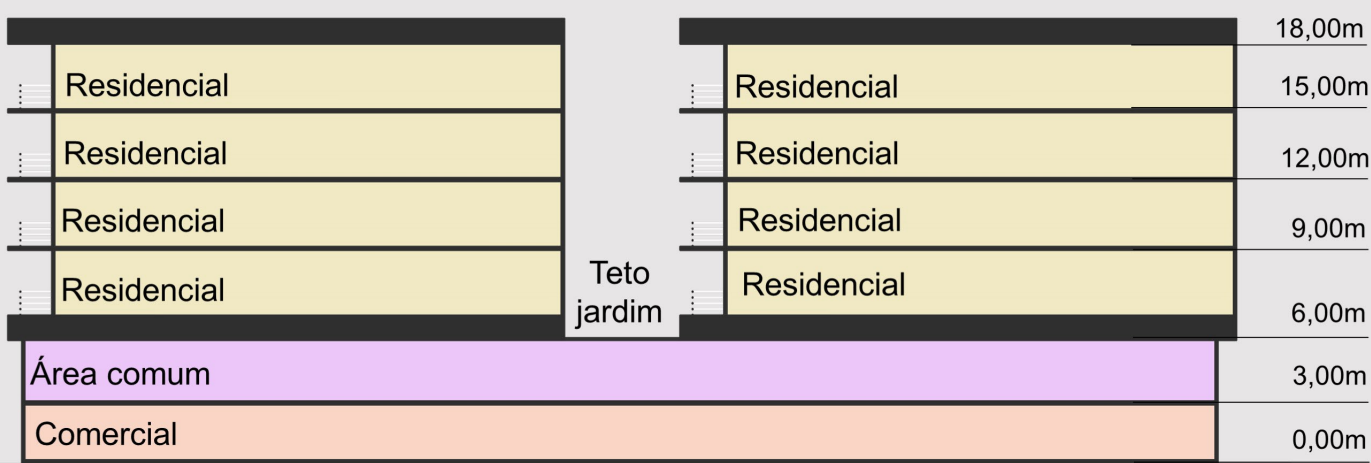 18,00m
Residencial
Residencial
15,00m
Residencial
Residencial
12,00m
Residencial
Residencial
9,00m
Residencial
Teto
jardim
Residencial
6,00m
Área comum
3,00m
Comercial
0,00m